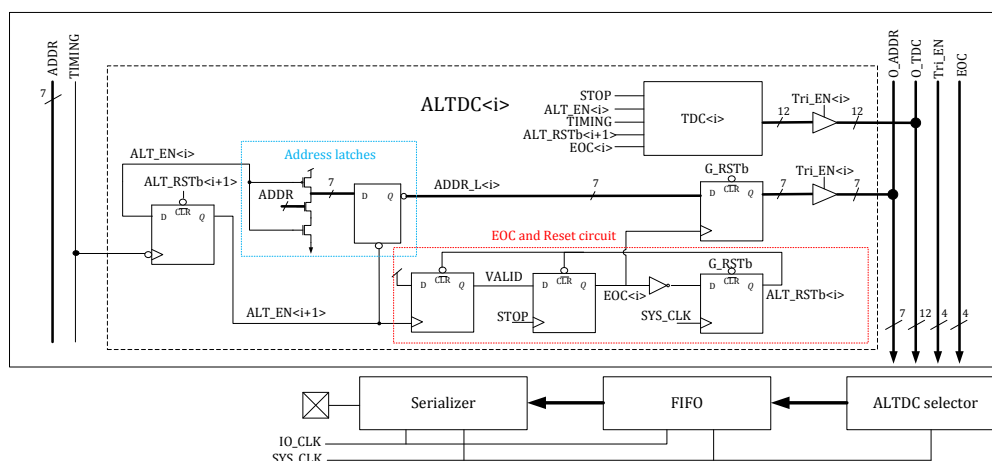 ADDR
TIMING
O_ADDR
O_TDC
Tri_EN
EOC
7
ALTDC<i>
STOP
ALT_EN<i>
TIMING
ALT_RSTb<i+1>
EOC<i>
TDC<i>
12
Tri_EN<i>
12
ALT_EN<i>
Address latches
ALT_RSTb<i+1>
ADDR
7
D Q
ADDR_L<i>
7
G_RSTb
D CLR Q
7
Tri_EN<i>
7
D CLR Q
EOC and Reset circuit
D CLR Q
VALID
D CLR Q
STOP
EOC<i>
G_RSTb
D CLR Q
ALT_RSTb<i>
SYS_CLK
ALT_EN<i+1>
7
12
4
4
Serializer
FIFO
ALTDC selector
IO_CLK
SYS_CLK